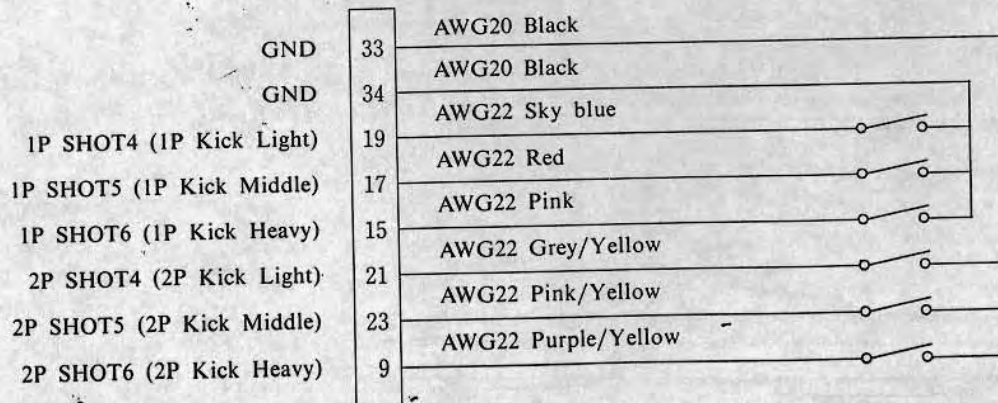 GND 33 AWG20 Black
GND 34 AWG20 Black
1P SHOT4 (1P Kick Light) 19 AWG22 Sky blue
1P SHOT5 (1P Kick Middle) 17 AWG22 Red
1P SHOT6 (1P Kick Heavy) 15 AWG22 Pink
2P SHOT4 (2P Kick Light) 21 AWG22 Grey/Yellow
2P SHOT5 (2P Kick Middle) 23 AWG22 Pink/Yellow
2P SHOT6 (2P Kick Heavy) 9 AWG22 Purple/Yellow